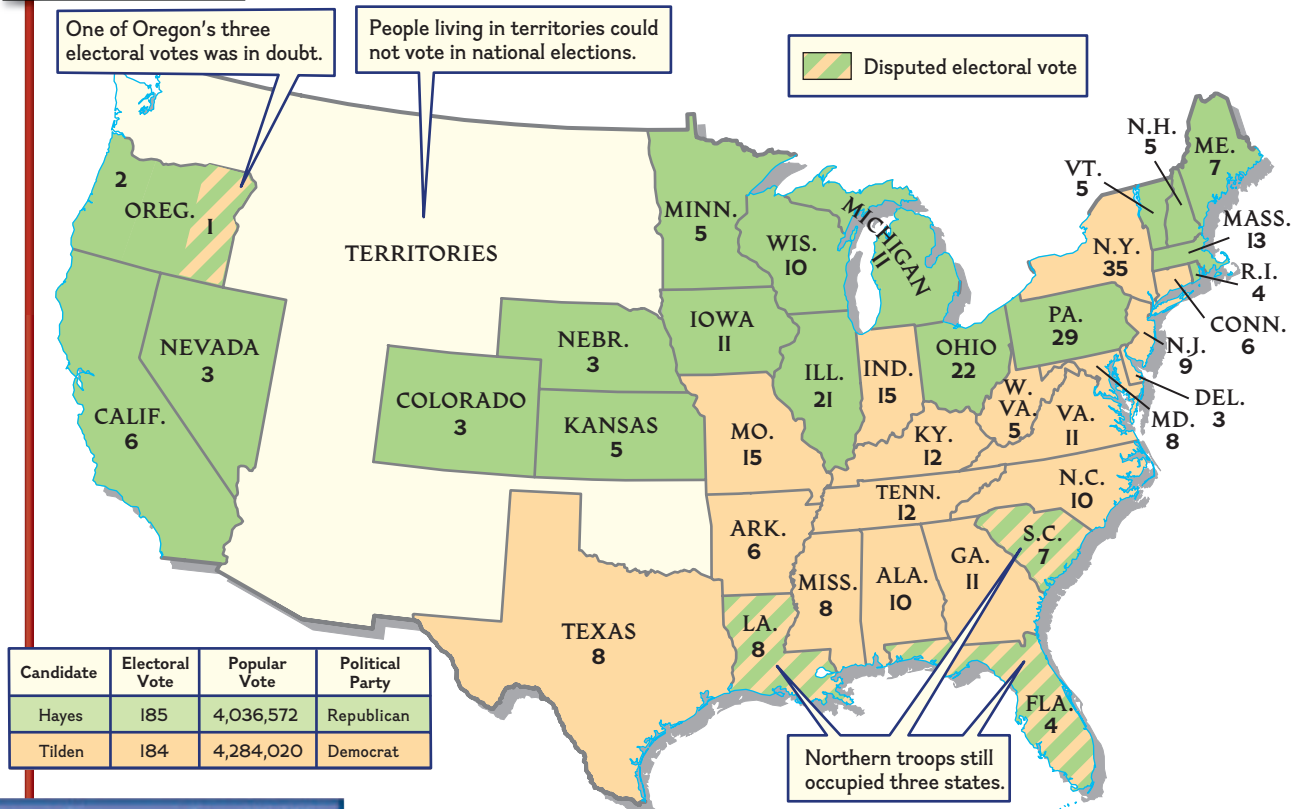 One of Oregon's three
electoral votes was in doubt.
People living in territories could
not vote in national elections.
Disputed electoral vote
N.H.
5
ME.
7
VT.
5
MASS.
13
R.I.
4
CONN.
6
N.Y.
35
N.J.
9
DEL.
3
MD.
8
PA.
29
2
OREG.
1
TERRITORIES
MINN.
5
WIS.
10
MICHIGAN
11
NEVADA
3
CALIF.
6
NEBR.
3
IOWA
11
COLORADO
3
KANSAS
5
ILL.
21
IND.
15
OHIO
22
W.
VA.
5
VA.
11
MO.
15
KY.
12
TENN.
12
N.C.
10
ARK.
6
S.C.
7
MISS.
8
ALA.
10
GA.
11
TEXAS
8
LA.
8
FLA.
4
Northern troops still
occupied three states.
Candidate Electoral Vote Popular Vote Political Party
Hayes 185 4,036,572 Republican
Tilden 184 4,284,020 Democrat